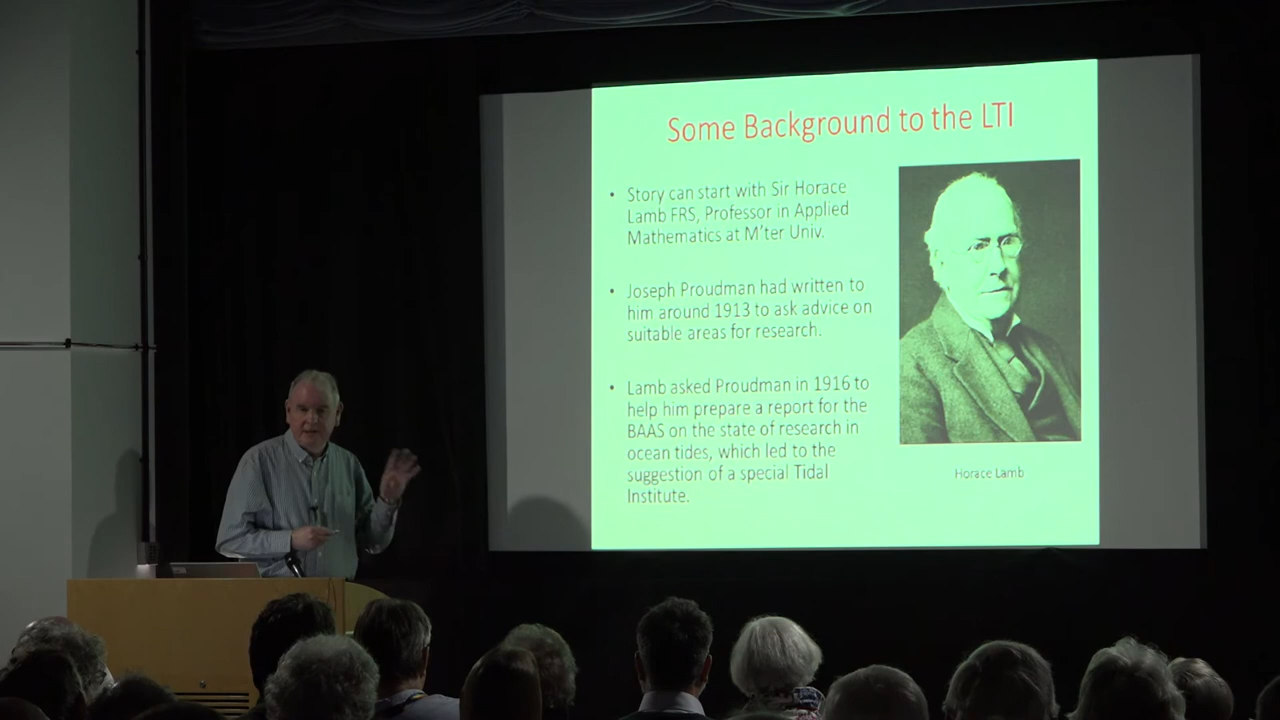 Some Background to the LTI
• Story can start with Sir Horace
Lamb FRS, Professor in Applied
Mathematics at M'ter Univ.
• Joseph Proudman had written to
him around 1913 to ask advice on
suitable areas for research.
• Lamb asked Proudman in 1916 to
help him prepare a report for the
BAAS on the state of research in
ocean tides, which led to the
suggestion of a special Tidal
Institute.
Horace Lamb